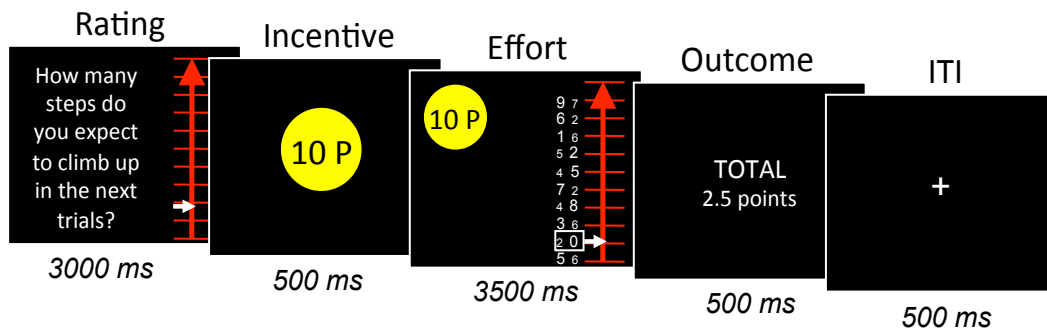 Rating
How many
steps do
you expect
to climb up
in the next
trials?
3000 ms
Incentive
10 P
500 ms
Effort
10 P
9 7
6 2
1 6
5 2
4 5
7 2
4 8
3 6
2 0
5 6
3500 ms
Outcome
TOTAL
2.5 points
500 ms
ITI
+
500 ms